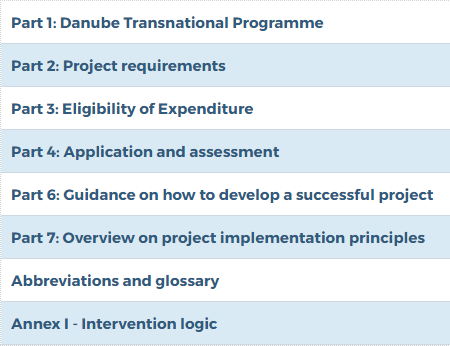 Part 1: Danube Transnational Programme
Part 2: Project requirements
Part 3: Eligibility of Expenditure
Part 4: Application and assessment
Part 6: Guidance on how to develop a successful project
Part 7: Overview on project implementation principles
Abbreviations and glossary
Annex I - Intervention logic